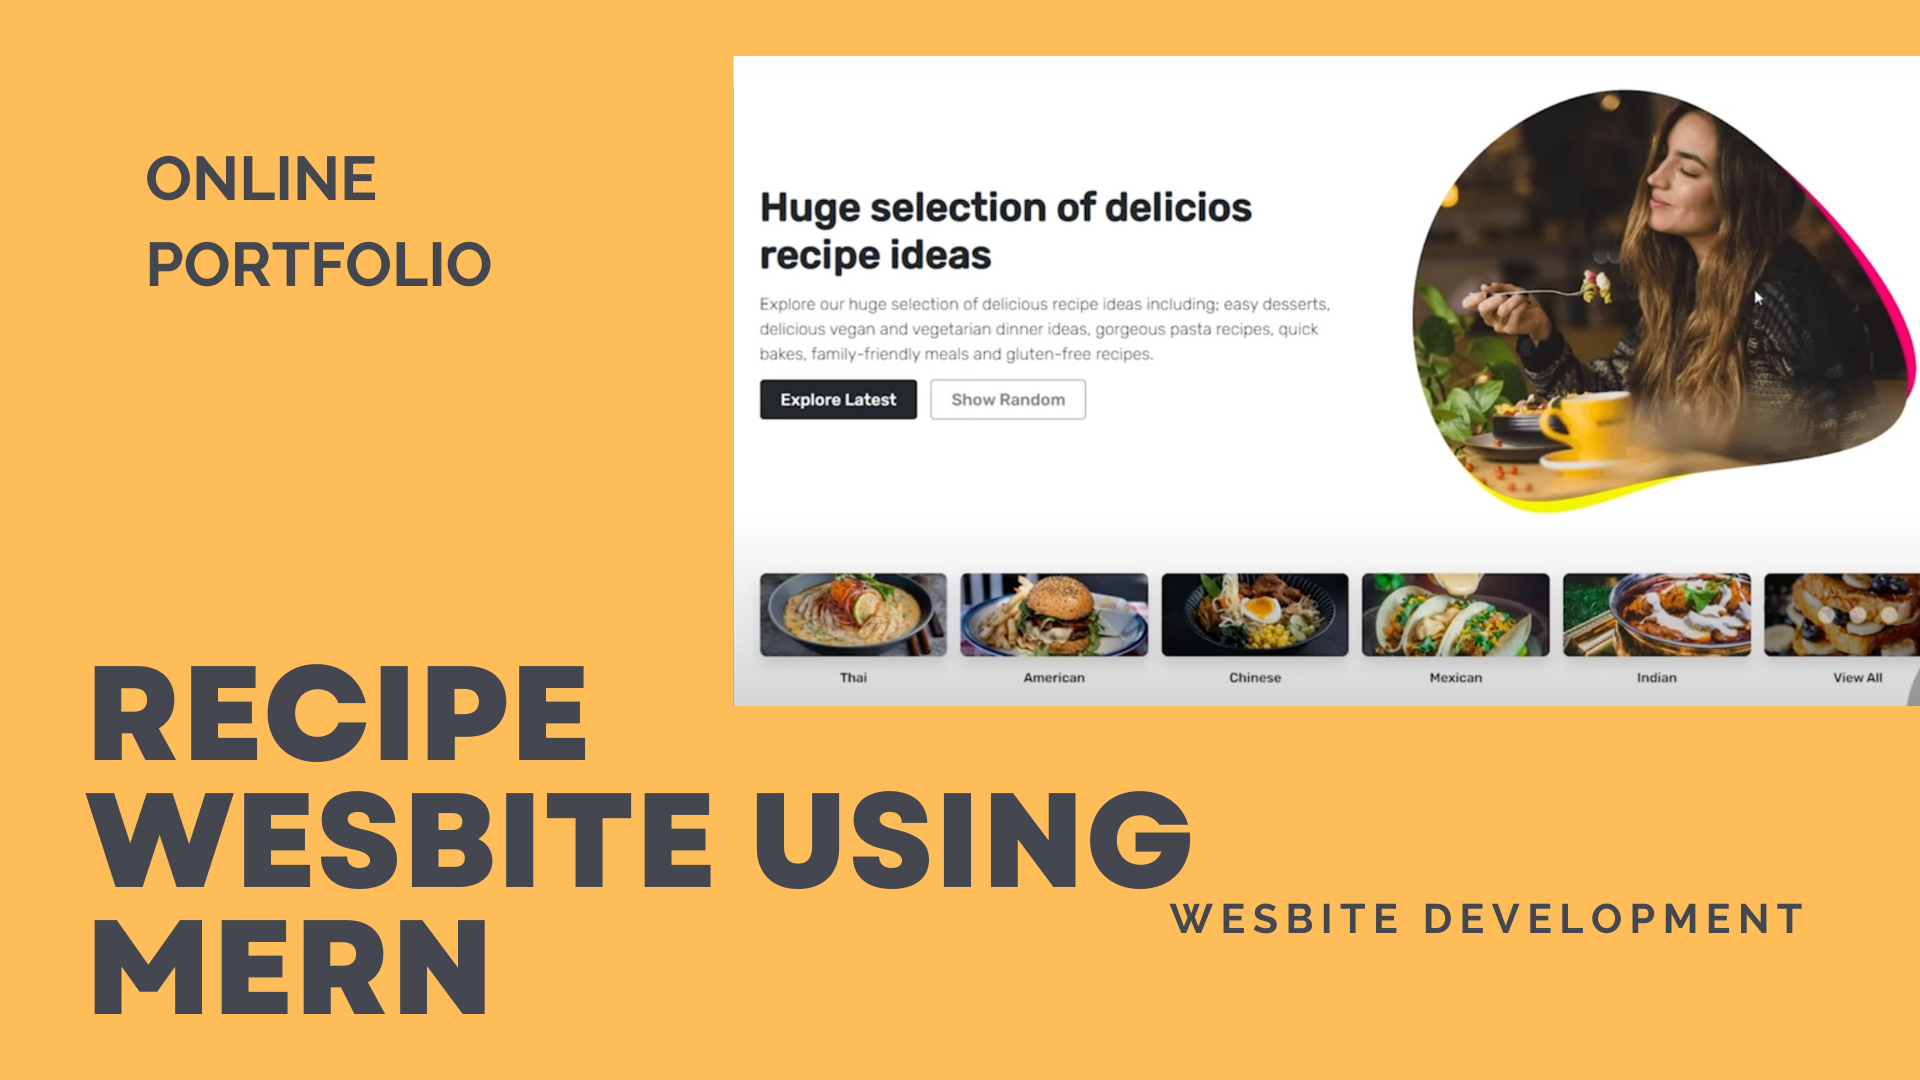 ONLINE
PORTFOLIO
Huge selection of delicios
recipe ideas
Explore our huge selection of delicious recipe ideas including; easy desserts,
delicious vegan and vegetarian dinner ideas, gorgeous pasta recipes, quick
bakes, family-friendly meals and gluten-free recipes.
Explore Latest
Show Random
Thai
American
Chinese
Mexican
Indian
View All
RECIPE
WESBITE USING
MERN
WESBITE DEVELOPMENT